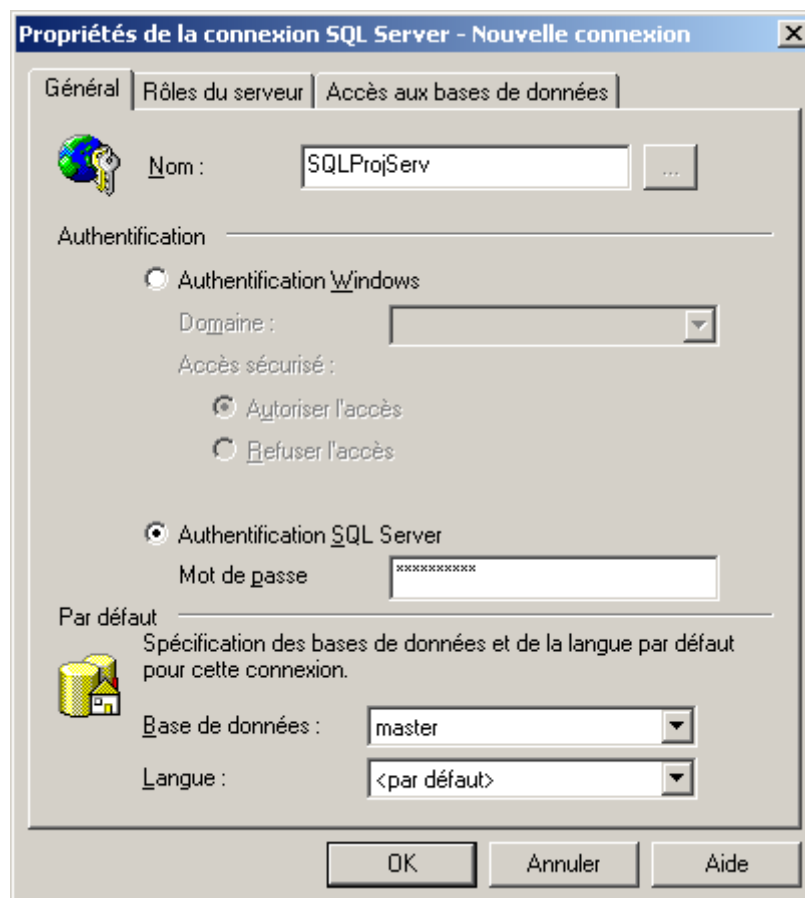 Propriétés de la connexion SQL Server - Nouvelle connexion
Général Rôles du serveur Accès aux bases de données
Nom : SQLProjServ ...
Authentification
Authentification Windows
Domaine :
Accès sécurisé :
Autoriser l'accès
Refuser l'accès
Authentification SQL Server
Mot de passe **********
Par défaut
Spécification des bases de données et de la langue par défaut
pour cette connexion.
Base de données : master
Langue : <par défaut>
OK Annuler Aide